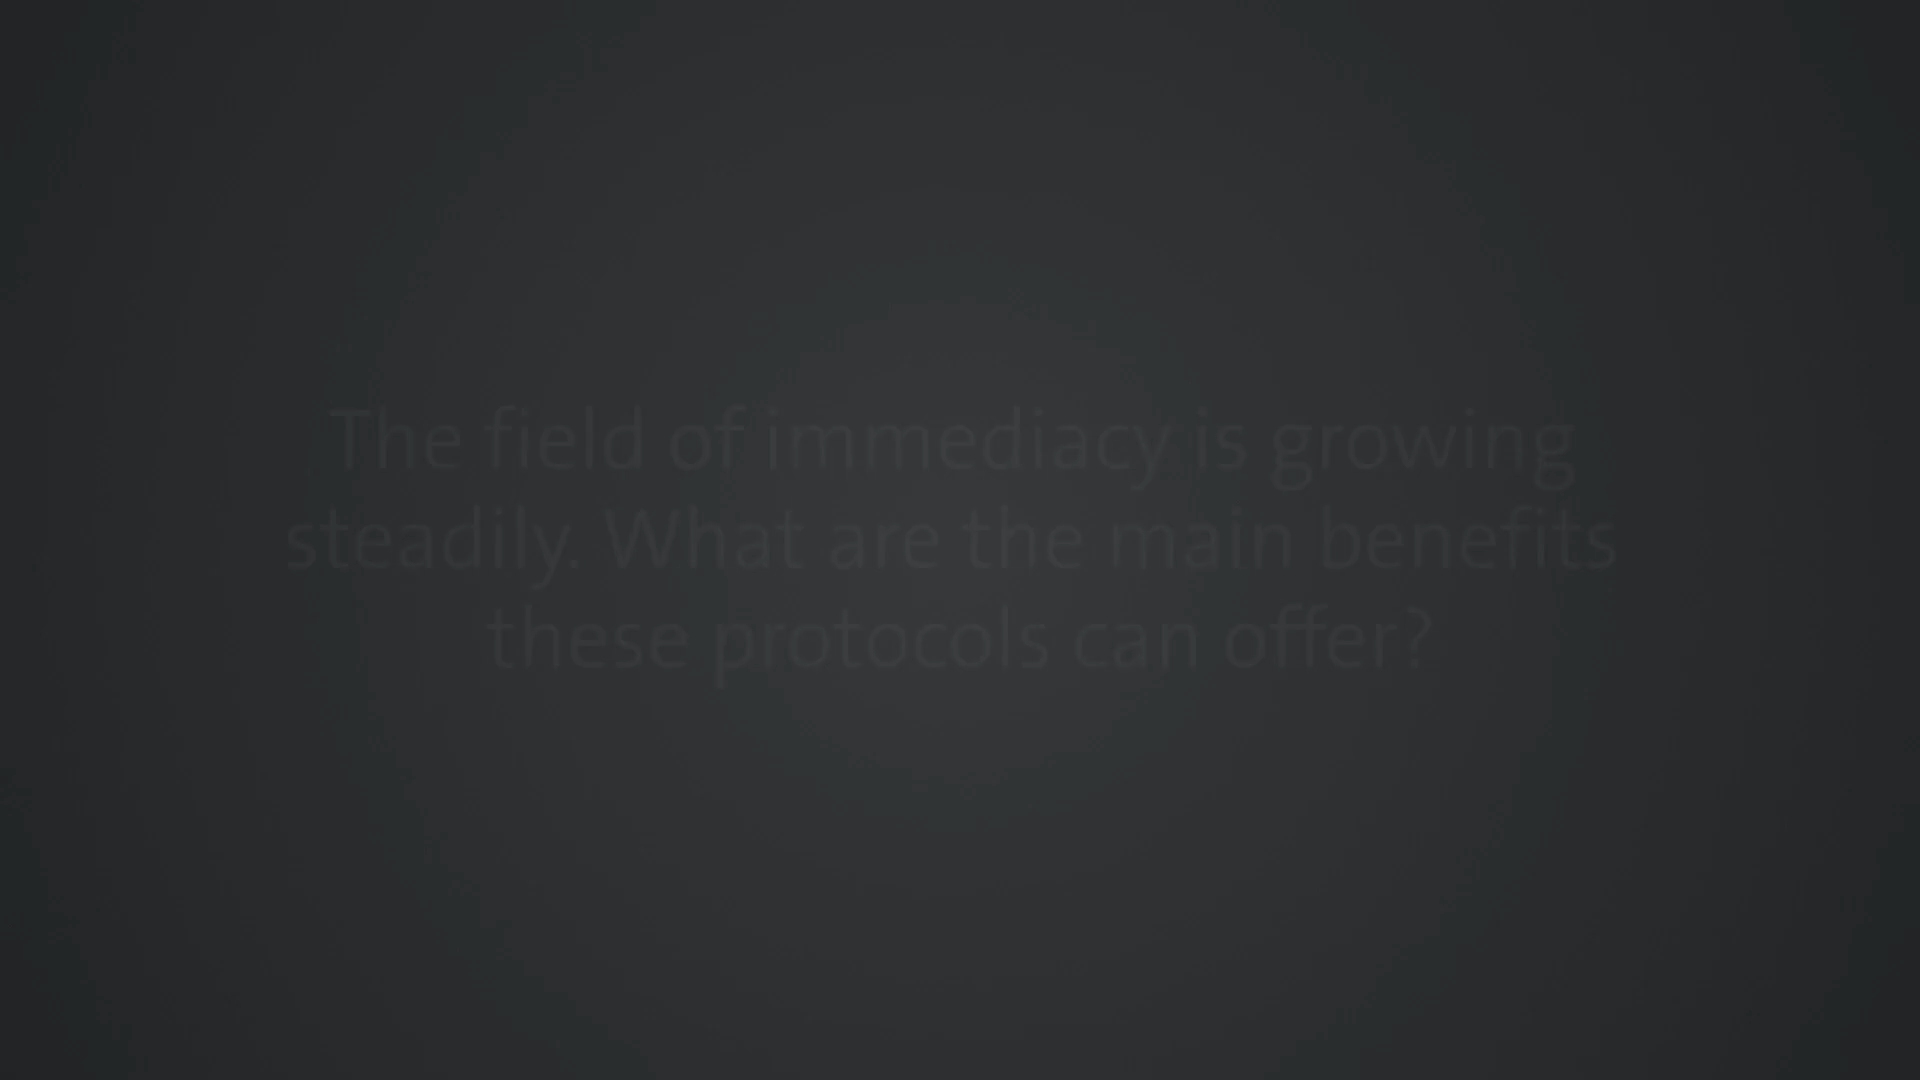 The field of immediacy is growing
steadily. What are the main benefits
these protocols can offer?